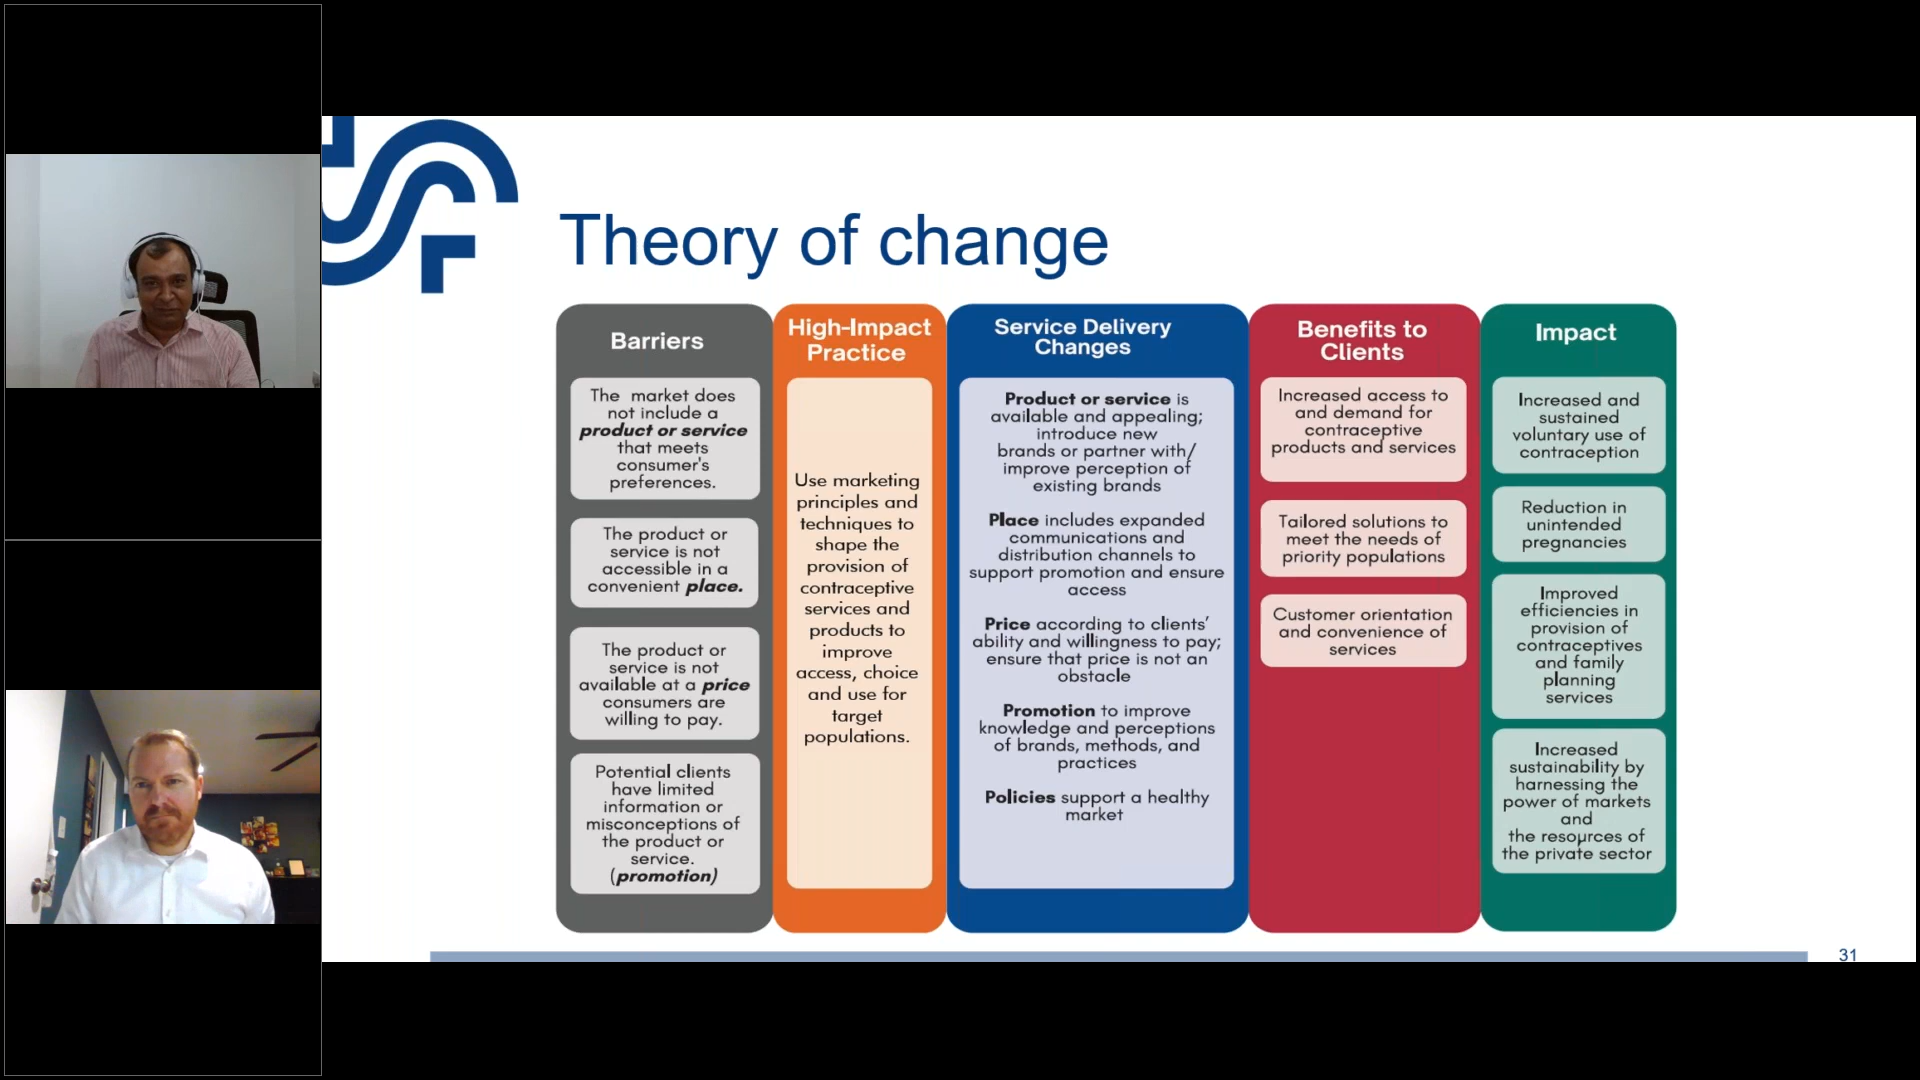 Theory of change
Barriers
The market does
not include a
product or service
that meets
consumer's
preferences.
The product or
service is not
accessible in a
convenient place.
The product or
service is not
available at a price
consumers are
willing to pay.
Potential clients
have limited
information or
misconceptions of
the product or
service.
(promotion)
High-Impact
Practice
Use marketing
principles and
techniques to
shape the
provision of
contraceptive
services and
products to
improve
access, choice
and use for
target
populations.
Service Delivery
Changes
Product or service is
available and appealing;
introduce new
brands or partner with/
improve perception of
existing brands
Place includes expanded
communications and
distribution channels to
support promotion and ensure
access
Price according to clients'
ability and willingness to pay;
ensure that price is not an
obstacle
Promotion to improve
knowledge and perceptions
of brands, methods, and
practices
Policies support a healthy
market
Benefits to
Clients
Increased access to
and demand for
contraceptive
products and services
Tailored solutions to
meet the needs of
priority populations
Customer orientation
and convenience of
services
Impact
Increased and
sustained
voluntary use of
contraception
Reduction in
unintended
pregnancies
Improved
efficiencies in
provision of
contraceptives
and family
planning
services
Increased
sustainability by
harnessing the
power of markets
and
the resources of
the private sector
31